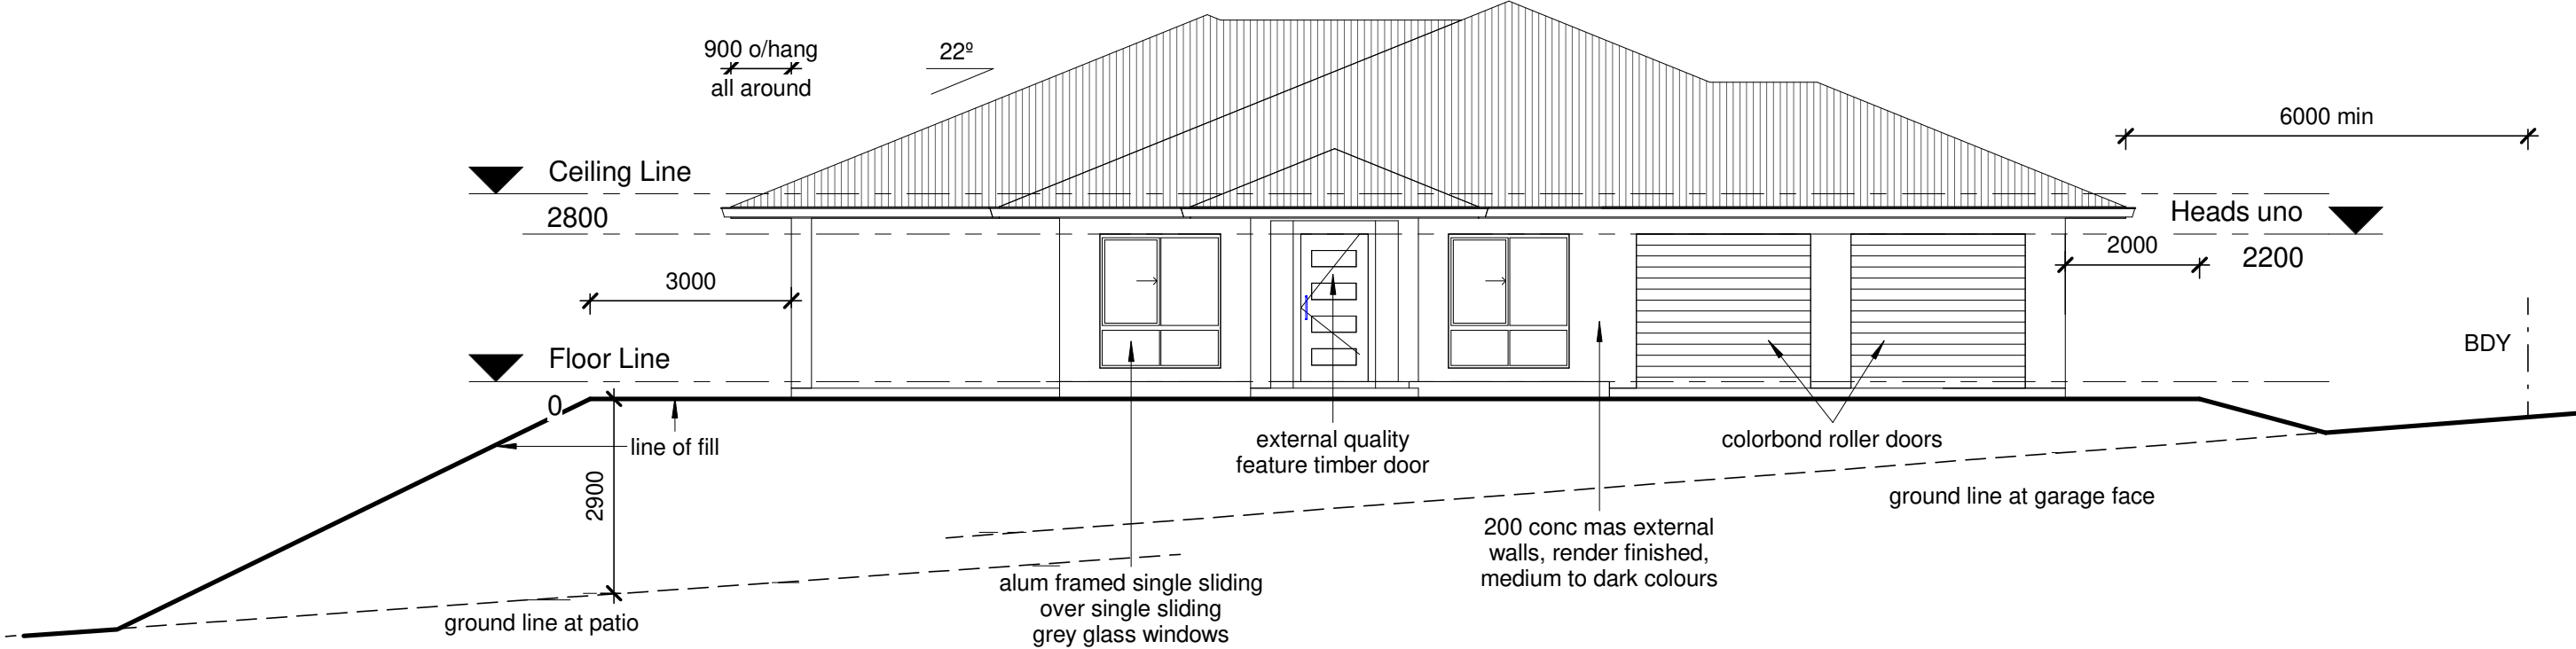 900 o/hang
all around
22º
6000 min
Ceiling Line
2800
Heads uno
2200
2000
3000
Floor Line
0
BDY
line of fill
2900
external quality
feature timber door
colorbond roller doors
ground line at garage face
200 conc mas external
walls, render finished,
medium to dark colours
alum framed single sliding
over single sliding
grey glass windows
ground line at patio